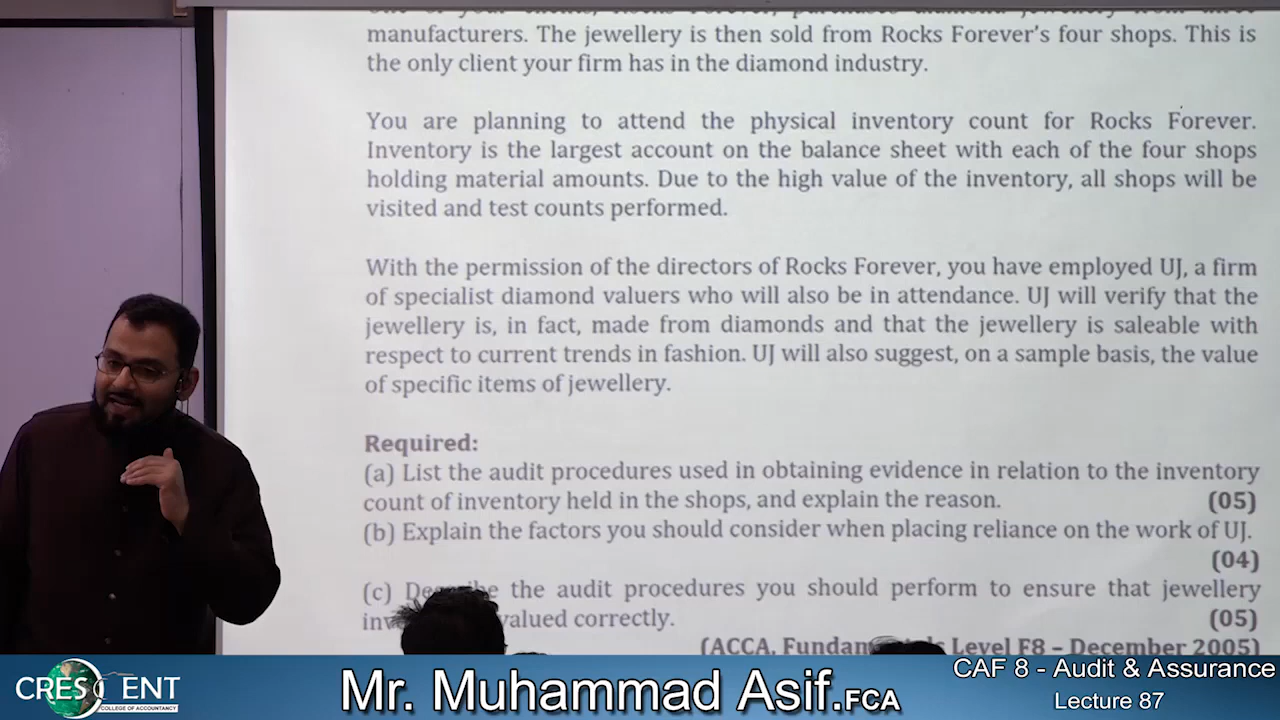 manufacturers. The jewellery is then sold from Rocks Forever's four shops. This is
the only client your firm has in the diamond industry.
You are planning to attend the physical inventory count for Rocks Forever.
Inventory is the largest account on the balance sheet with each of the four shops
holding material amounts. Due to the high value of the inventory, all shops will be
visited and test counts performed.
With the permission of the directors of Rocks Forever, you have employed UJ, a firm
of specialist diamond valuers who will also be in attendance. UJ will verify that the
jewellery is, in fact, made from diamonds and that the jewellery is saleable with
respect to current trends in fashion. UJ will also suggest, on a sample basis, the value
of specific items of jewellery.
Required:
(a) List the audit procedures used in obtaining evidence in relation to the inventory
count of inventory held in the shops, and explain the reason. (05)
(b) Explain the factors you should consider when placing reliance on the work of UJ.
(04)
(c) the audit procedures you should perform to ensure that jewellery
valued correctly. (05)
(ACCA, Level F8 – December 2005)
CRESCENT
COLLEGE OF ACCOUNTANCY
Mr. Muhammad Asif.FCA
CAF 8 - Audit & Assurance
Lecture 87